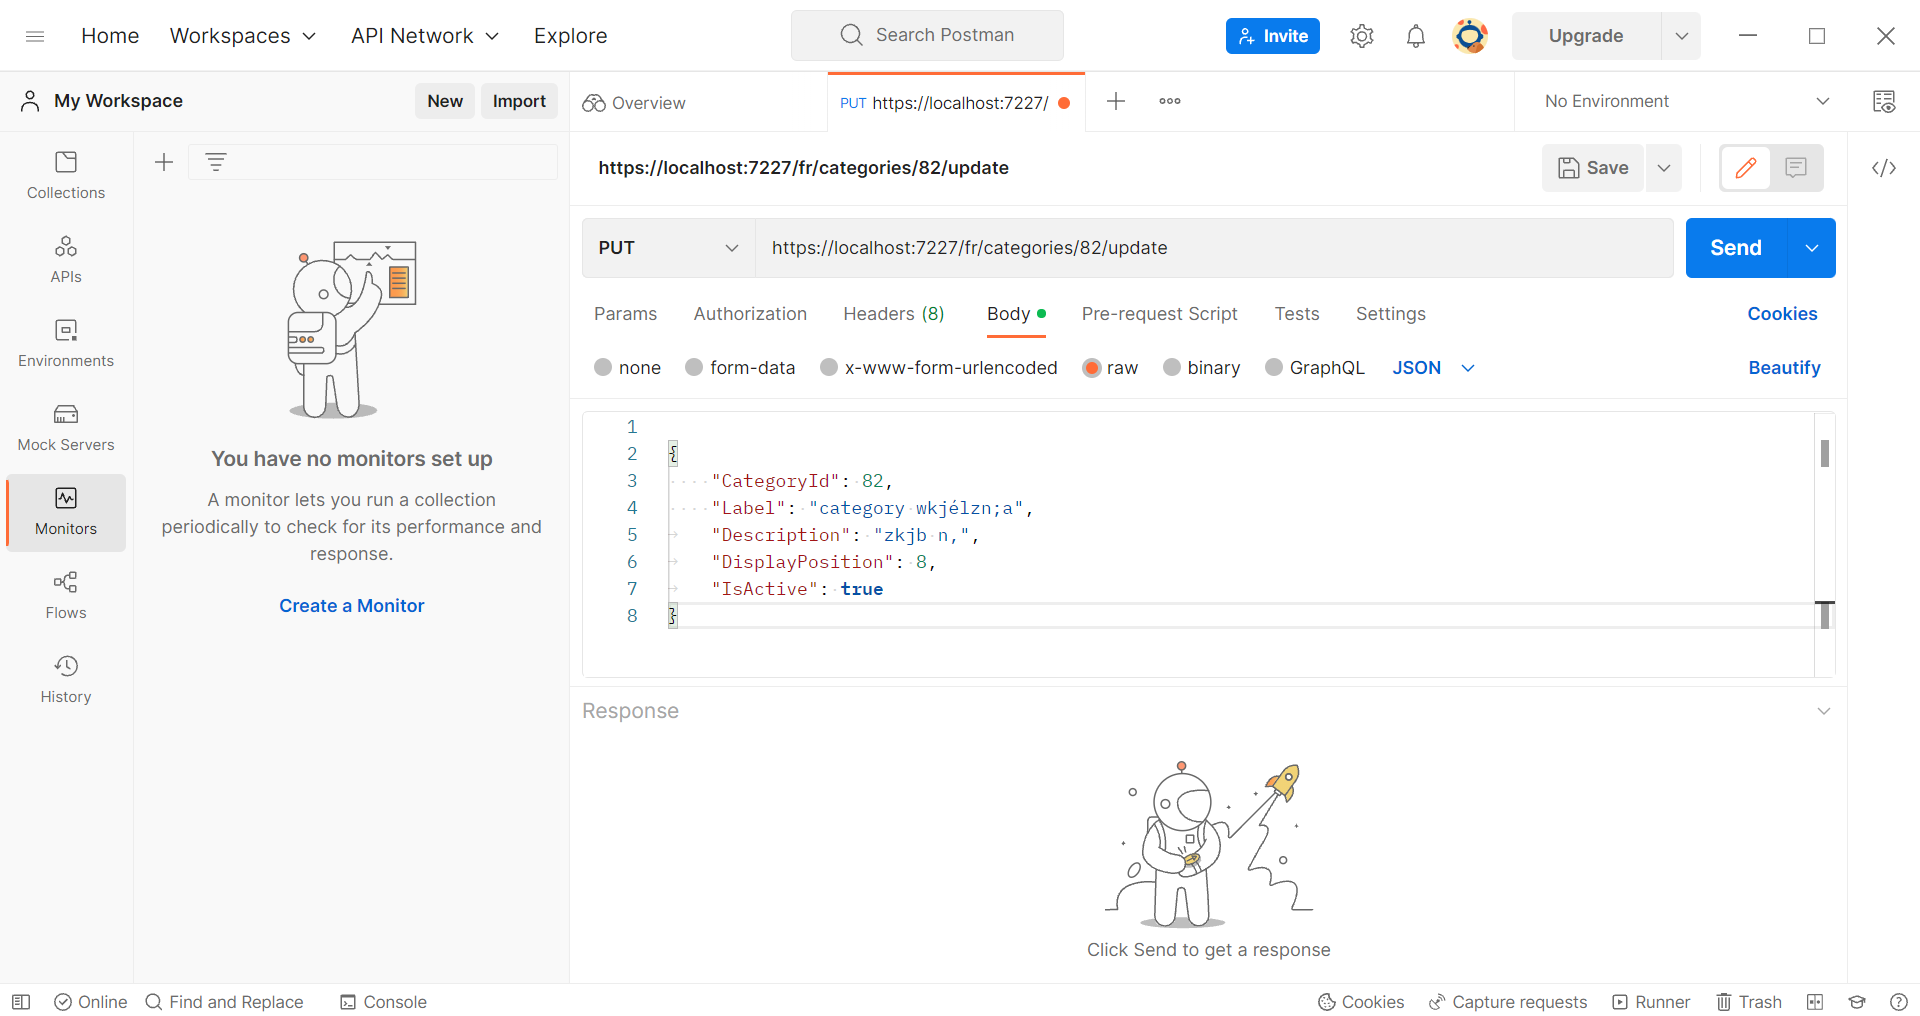 Home
Workspaces
API Network
Explore
Search Postman
Invite
Upgrade
My Workspace
New
Import
Overview
PUT https://localhost:7227/
No Environment
https://localhost:7227/fr/categories/82/update
Save
Collections
APIs
Environments
Mock Servers
Monitors
Flows
History
You have no monitors set up
A monitor lets you run a collection
periodically to check for its performance and
response.
Create a Monitor
PUT
https://localhost:7227/fr/categories/82/update
Send
Params
Authorization
Headers (8)
Body
Pre-request Script
Tests
Settings
Cookies
none
form-data
x-www-form-urlencoded
raw
binary
GraphQL
JSON
Beautify
1
2 {
3 "CategoryId": 82,
4 "Label": "category wkjélzn;a",
5 "Description": "zkjb n,",
6 "DisplayPosition": 8,
7 "IsActive": true
8 }
Response
Click Send to get a response
Online
Find and Replace
Console
Cookies
Capture requests
Runner
Trash